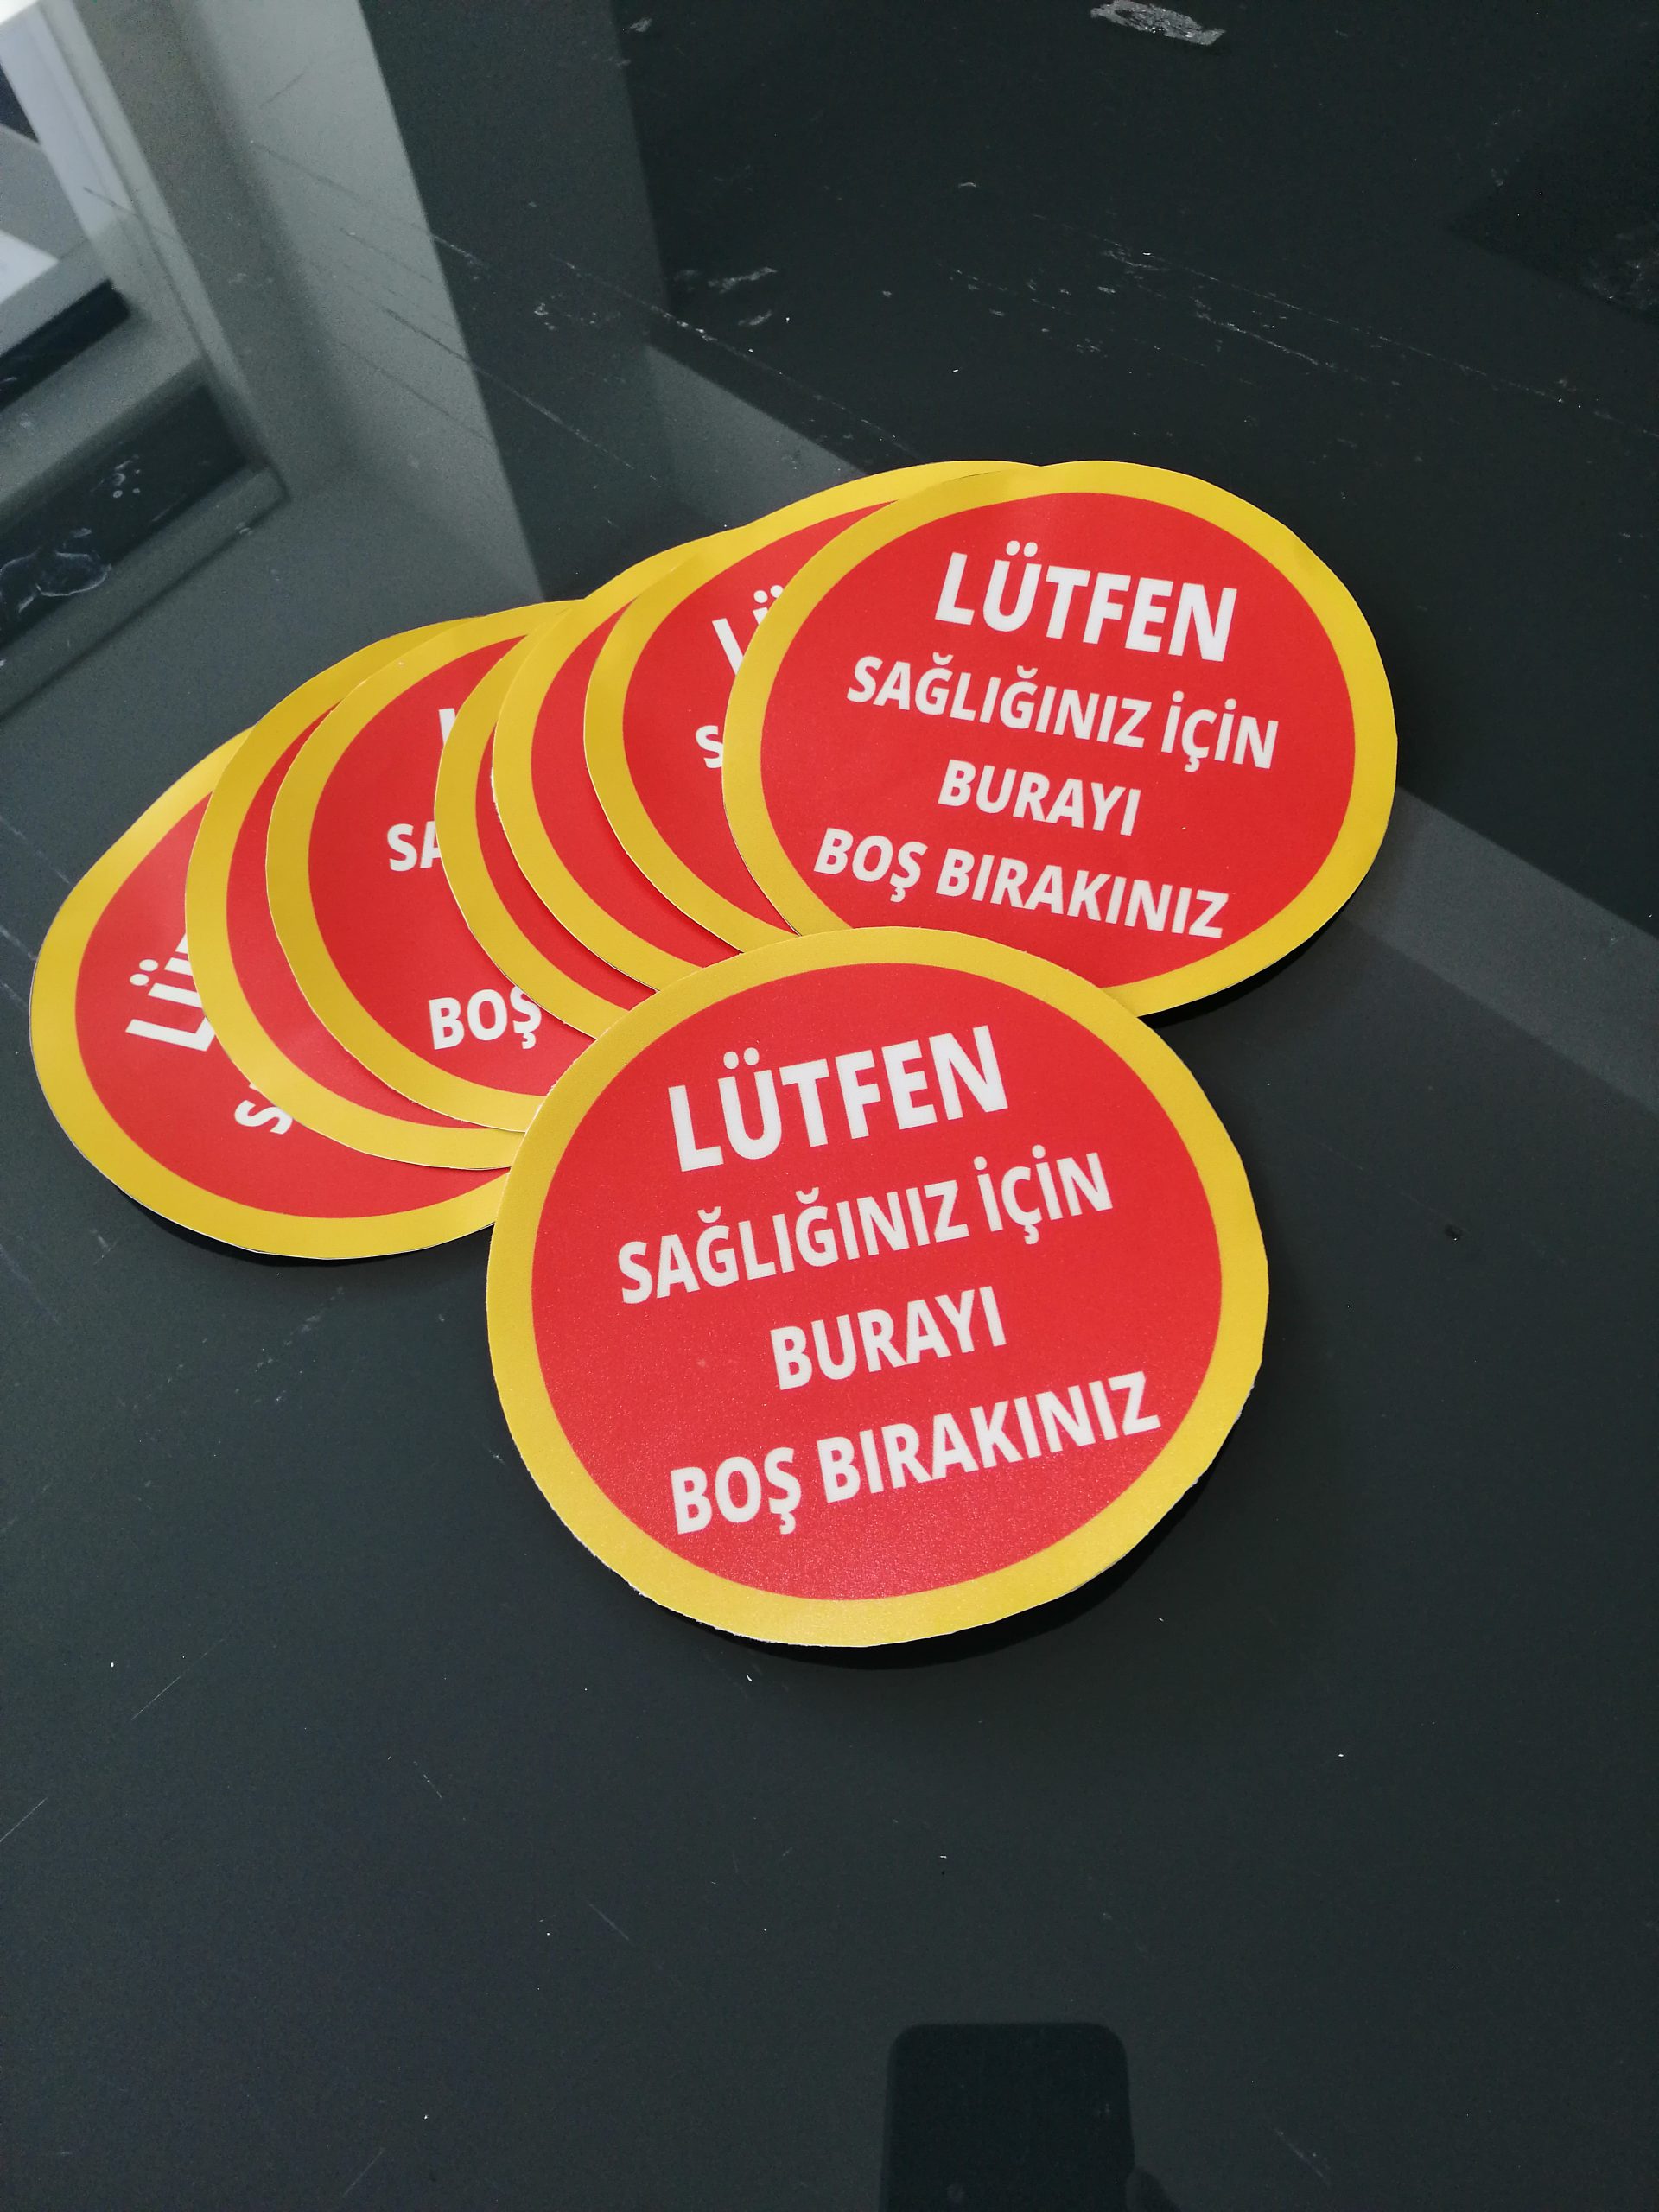 LÜTFEN
SAĞLIĞINIZ İÇİN
BURAYI
BOŞ BIRAKINIZ
LÜTFEN
SAĞLIĞINIZ İÇİN
BURAYI
BOŞ BIRAKINIZ
BOŞ